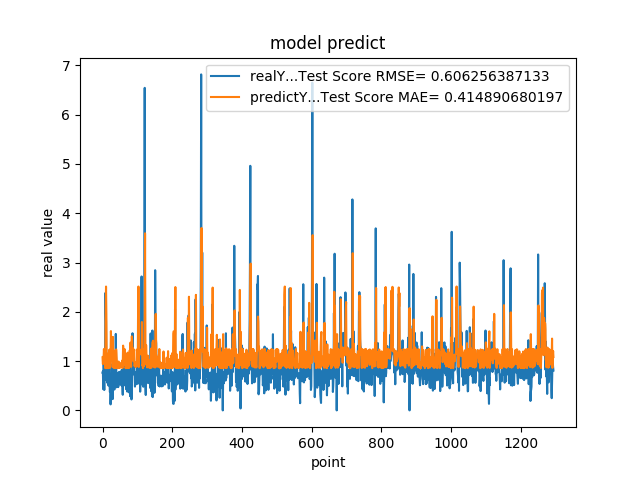 model predict
realY...Test Score RMSE= 0.606256387133
predictY...Test Score MAE= 0.414890680197
real value
7
6
5
4
3
2
1
0
0 200 400 600 800 1000 1200
point